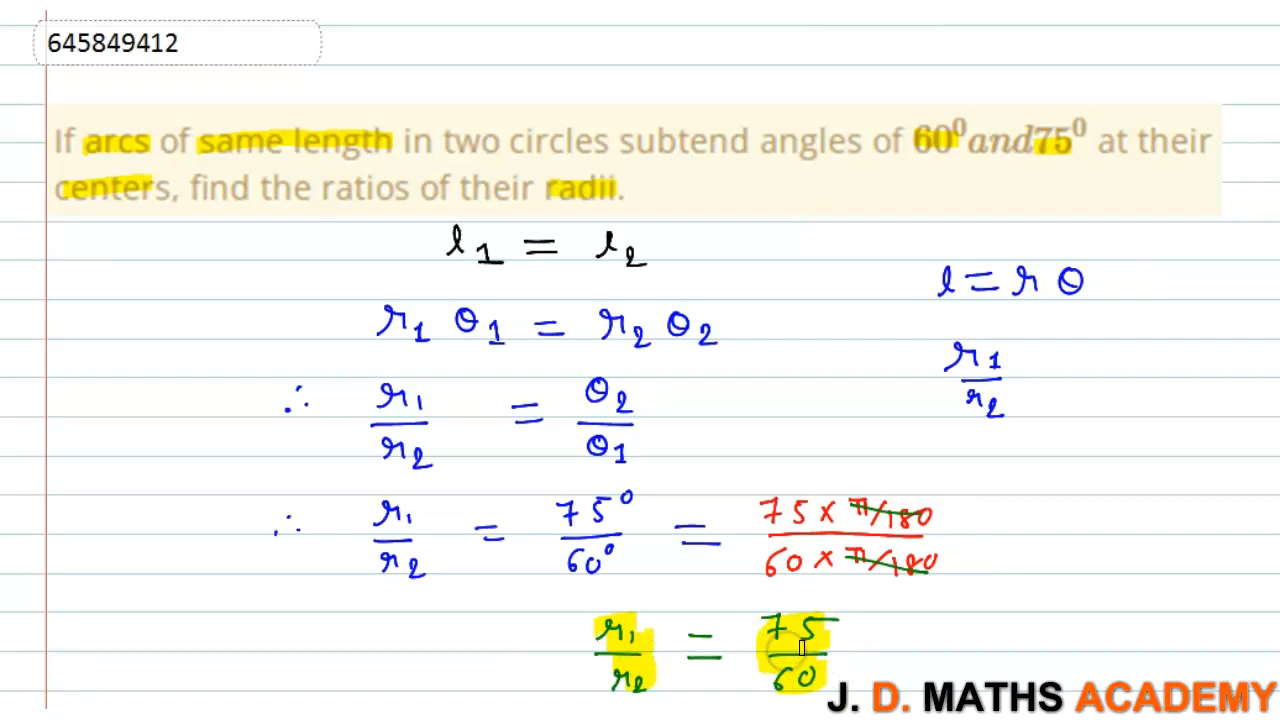 645849412
If arcs of same length in two circles subtend angles of 60⁰and75⁰ at their
centers, find the ratios of their radii.
l₁ = l₂
l = r θ
r₁ θ₁ = r₂ θ₂
r₁/r₂
∴ r₁/r₂ = θ₂/θ₁
∴ r₁/r₂ = 75⁰/60⁰ = 75 × π/180 / 60 × π/180
r₁/r₂ = 75/60
J. D. MATHS ACADEMY